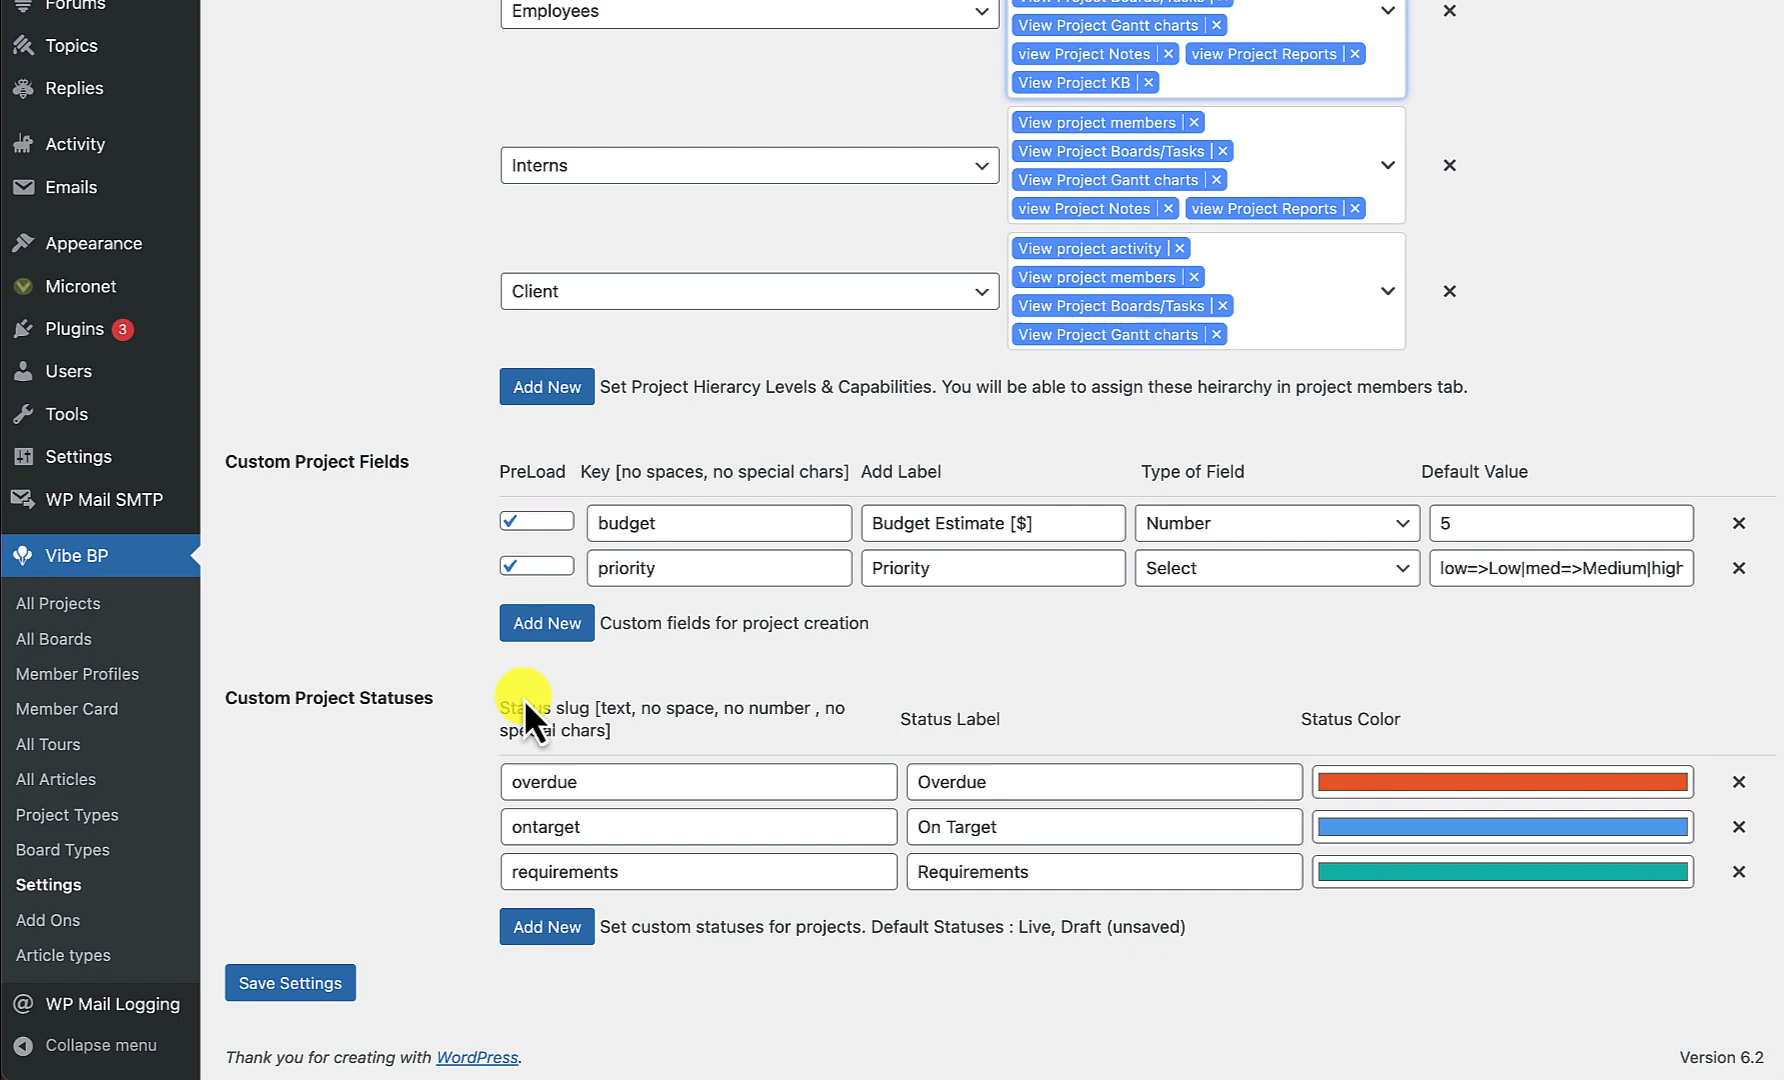 Forums
Topics
Replies
Activity
Emails
Appearance
Micronet
Plugins 3
Users
Tools
Settings
WP Mail SMTP
Vibe BP
All Projects
All Boards
Member Profiles
Member Card
All Tours
All Articles
Project Types
Board Types
Settings
Add Ons
Article types
WP Mail Logging
Collapse menu
Employees
View Project Boards/Tasks
View Project Gantt charts
view Project Notes view Project Reports
View Project KB
Interns
View project members
View Project Boards/Tasks
View Project Gantt charts
view Project Notes view Project Reports
Client
View project activity
View project members
View Project Boards/Tasks
View Project Gantt charts
Add New Set Project Hierarcy Levels & Capabilities. You will be able to assign these heirarchy in project members tab.
Custom Project Fields
PreLoad Key [no spaces, no special chars] Add Label Type of Field Default Value
budget Budget Estimate [$] Number 5
priority Priority Select low=>Low|med=>Medium|high
Add New Custom fields for project creation
Custom Project Statuses
Status slug [text, no space, no number , no
special chars]
Status Label Status Color
overdue Overdue
ontarget On Target
requirements Requirements
Add New Set custom statuses for projects. Default Statuses : Live, Draft (unsaved)
Save Settings
Thank you for creating with WordPress. Version 6.2